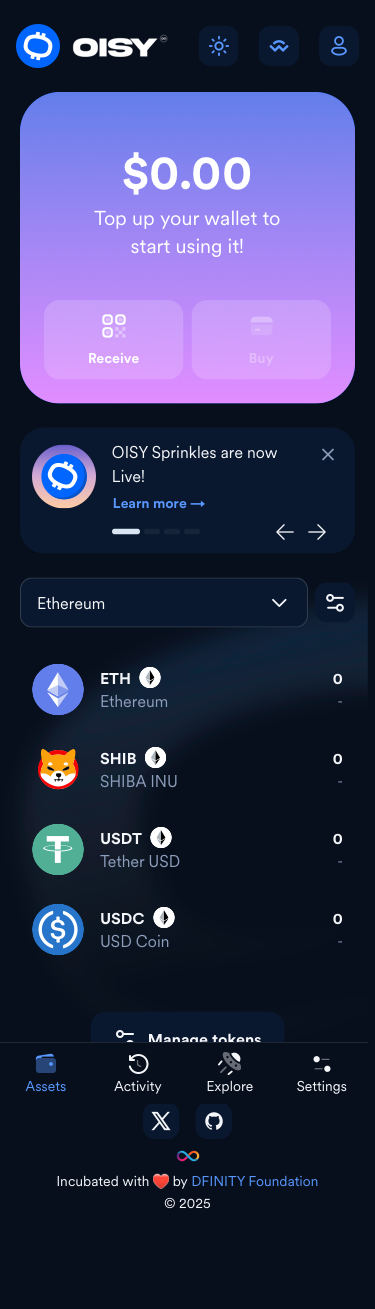 OISY
$0.00
Top up your wallet to
start using it!
Receive
Buy
OISY Sprinkles are now
Live!
Learn more →
Ethereum
ETH
0
Ethereum
-
SHIB
0
SHIBA INU
-
USDT
0
Tether USD
-
USDC
0
USD Coin
-
Manage tokens
Assets
Activity
Explore
Settings
Incubated with ❤️ by DFINITY Foundation
© 2025